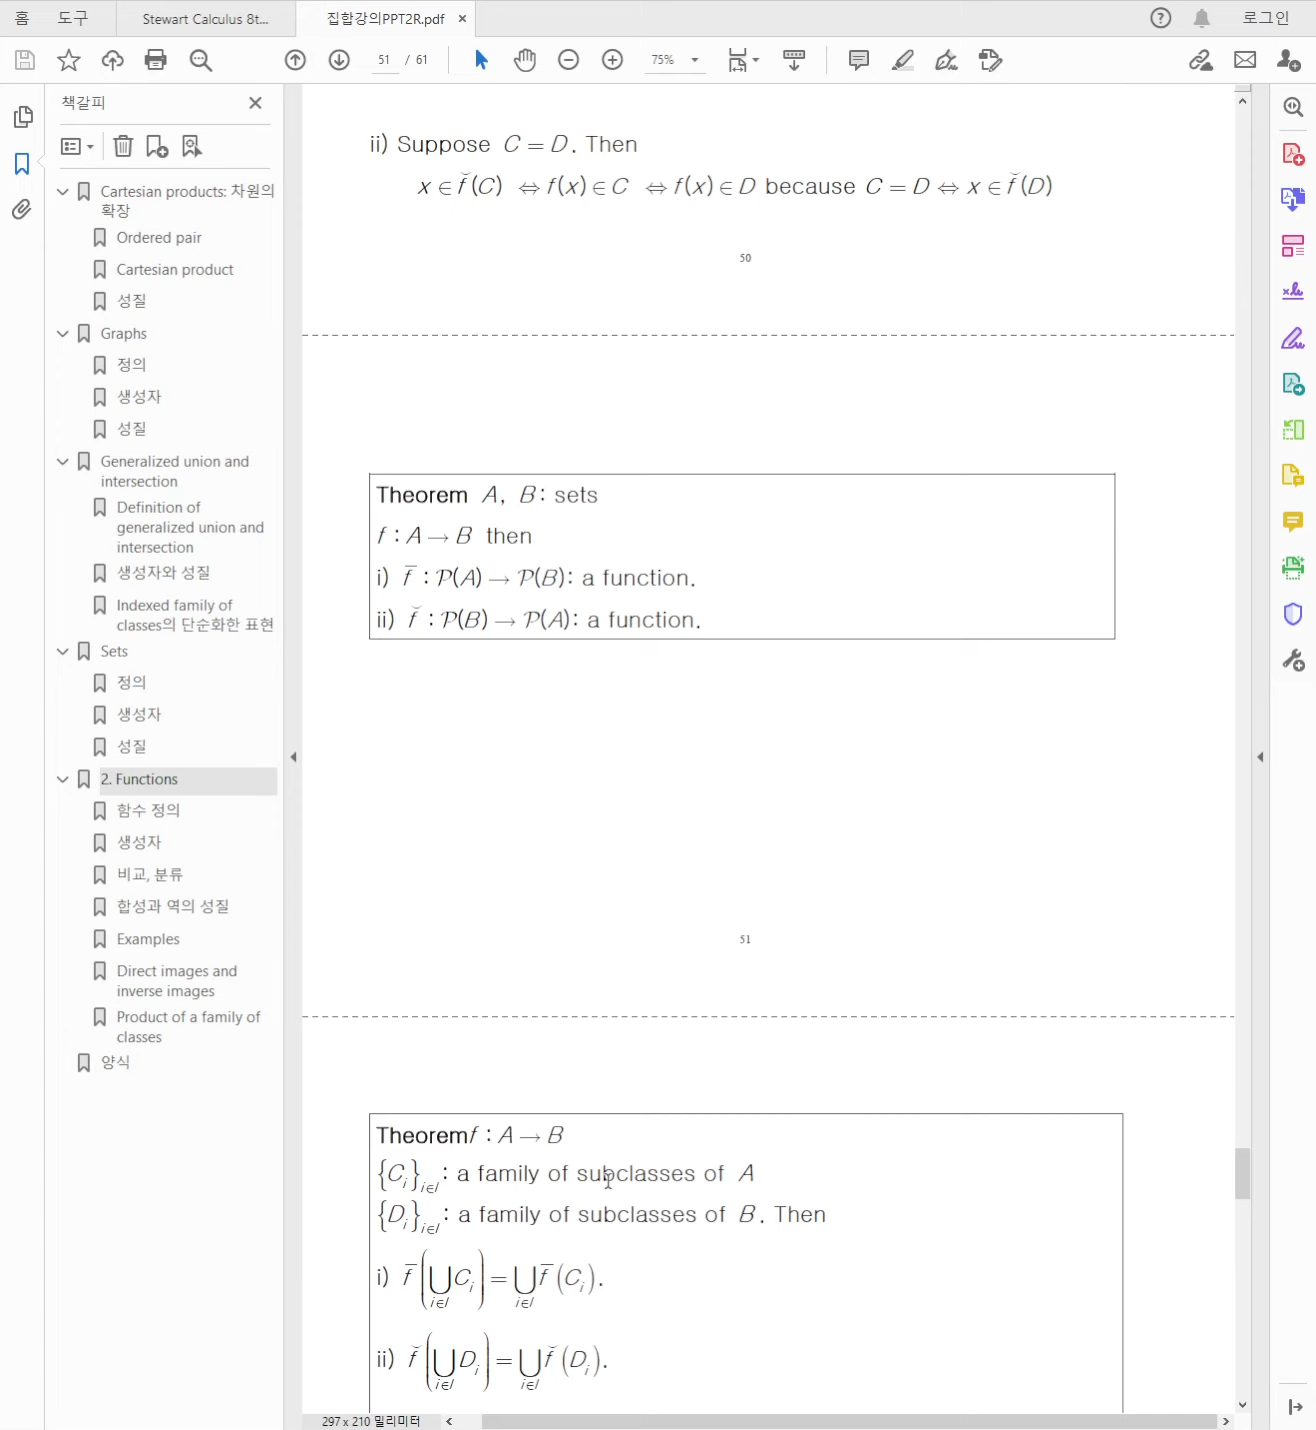 홈 도구 Stewart Calculus 8t... 집합강의PPT2R.pdf × 로그인
51 / 61 75%
책갈피
Cartesian products: 차원의
확장
Ordered pair
Cartesian product
성질
Graphs
정의
생성자
성질
Generalized union and
intersection
Definition of
generalized union and
intersection
생성자와 성질
Indexed family of
classes의 단순화한 표현
Sets
정의
생성자
성질
2. Functions
함수 정의
생성자
비교, 분류
합성과 역의 성질
Examples
Direct images and
inverse images
Product of a family of
classes
양식
ii) Suppose C = D. Then
x ∈ f̌(C) ⇔ f(x) ∈ C ⇔ f(x) ∈ D because C = D ⇔ x ∈ f̌(D)
50
Theorem A, B: sets
f : A → B then
i) f̄ : 𝒫(A) → 𝒫(B): a function.
ii) f̌ : 𝒫(B) → 𝒫(A): a function.
51
Theoremf : A → B
{C_i}_{i∈I} : a family of subclasses of A
{D_i}_{i∈I} : a family of subclasses of B. Then
i) f̄(⋃_{i∈I} C_i) = ⋃_{i∈I} f̄(C_i).
ii) f̌(⋃_{i∈I} D_i) = ⋃_{i∈I} f̌(D_i).
297 x 210 밀리미터